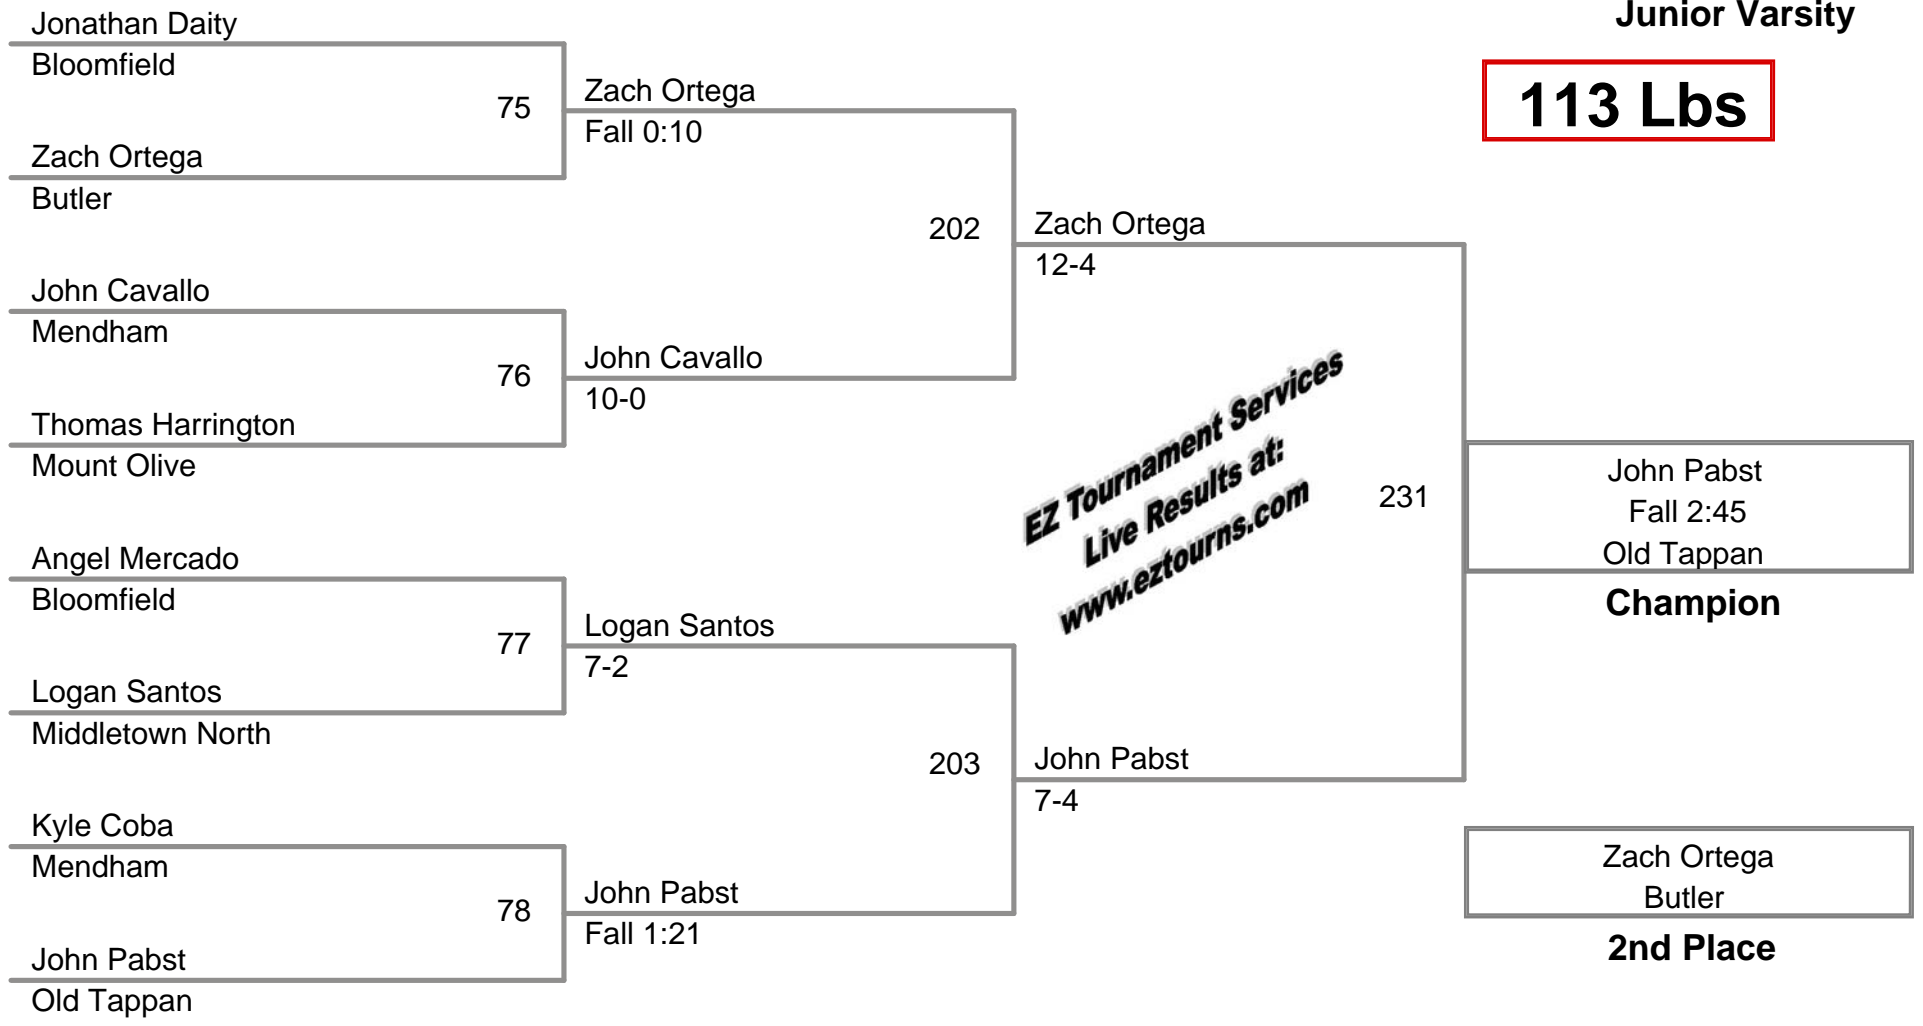 Junior Varsity
113 Lbs
Jonathan Daity
Bloomfield
75
Zach Ortega
Butler
John Cavallo
Mendham
76
Thomas Harrington
Mount Olive
Angel Mercado
Bloomfield
77
Logan Santos
Middletown North
Kyle Coba
Mendham
78
John Pabst
Old Tappan
Zach Ortega
Fall 0:10
202
John Cavallo
10-0
Logan Santos
7-2
203
John Pabst
Fall 1:21
Zach Ortega
12-4
EZ Tournament Services
Live Results at:
www.eztourns.com
231
John Pabst
7-4
John Pabst
Fall 2:45
Old Tappan
Champion
Zach Ortega
Butler
2nd Place